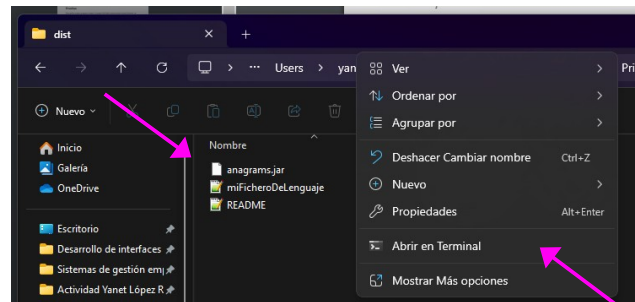 dist
Users yan
Pri
Nuevo
Inicio
Galería
OneDrive
Escritorio
Desarrollo de interfaces
Sistemas de gestión em
Actividad Yanet López R
Nombre
anagrams.jar
miFicheroDeLenguaje
README
Ver
Ordenar por
Agrupar por
Deshacer Cambiar nombre Ctrl+Z
Nuevo
Propiedades Alt+Enter
Abrir en Terminal
Mostrar Más opciones